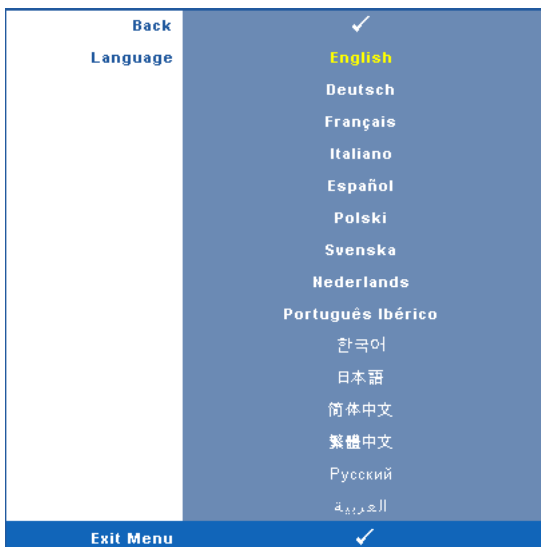 Back ✓
Language English
Deutsch
Français
Italiano
Español
Polski
Svenska
Nederlands
Português Ibérico
한국어
日本語
简体中文
繁體中文
Русский
العربية
Exit Menu ✓